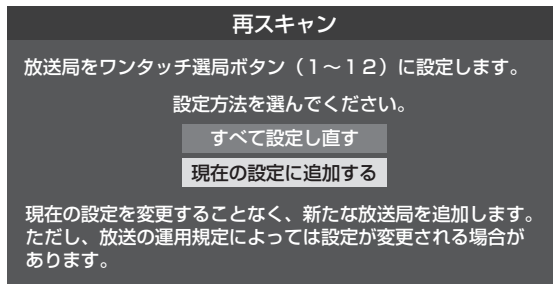 再スキャン
放送局をワンタッチ選局ボタン（１～１２）に設定します。
設定方法を選んでください。
すべて設定し直す
現在の設定に追加する
現在の設定を変更することなく、新たな放送局を追加します。
ただし、放送の運用規定によっては設定が変更される場合が
あります。